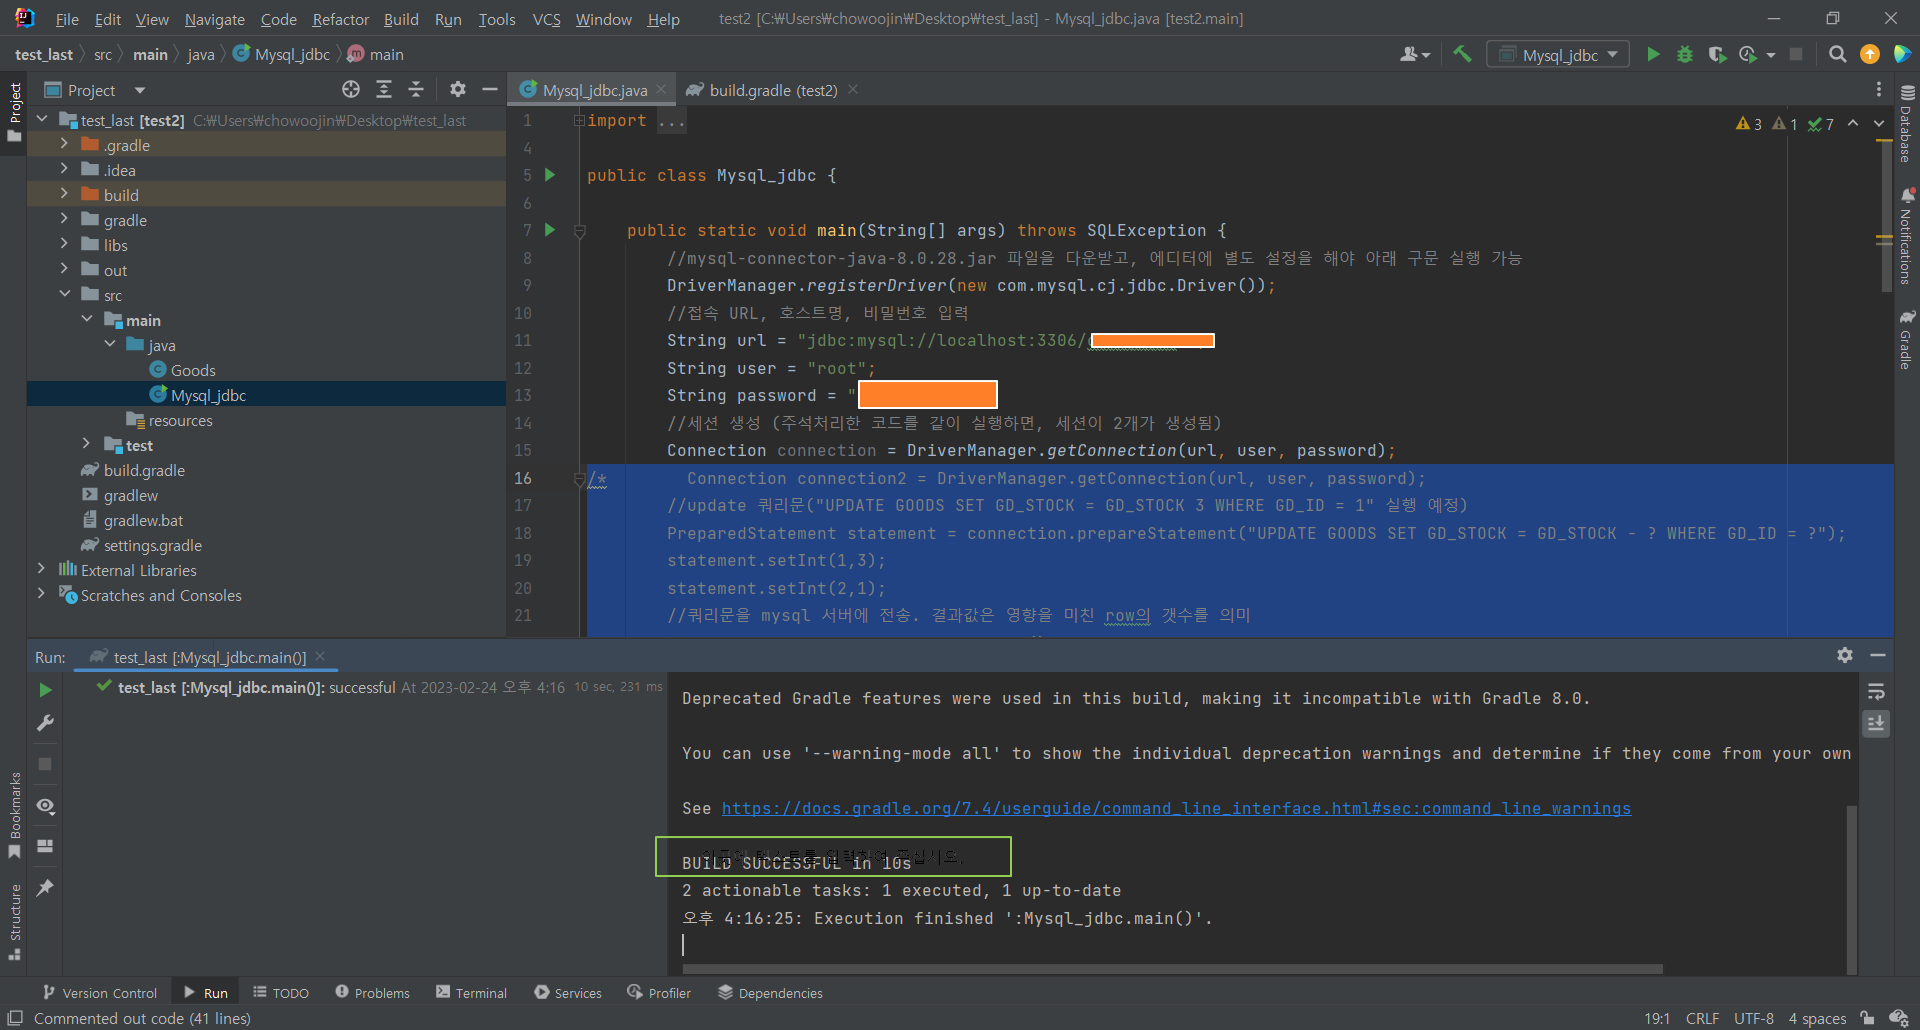 File Edit View Navigate Code Refactor Build Run Tools VCS Window Help test2 [C:₩Users₩chowoojin₩Desktop₩test_last] - Mysql_jdbc.java [test2.main]
test_last src main java Mysql_jdbc main Mysql_jdbc
Project Mysql_jdbc.java build.gradle (test2)
Project
test_last [test2] C:₩Users₩chowoojin₩Desktop₩test_last
.gradle
.idea
build
gradle
libs
out
src
main
java
Goods
Mysql_jdbc
resources
test
build.gradle
gradlew
gradlew.bat
settings.gradle
External Libraries
Scratches and Consoles
3 1 7
1 import ...
4
5 public class Mysql_jdbc {
6
7 public static void main(String[] args) throws SQLException {
8 //mysql-connector-java-8.0.28.jar 파일을 다운받고, 에디터에 별도 설정을 해야 아래 구문 실행 가능
9 DriverManager.registerDriver(new com.mysql.cj.jdbc.Driver());
10 //접속 URL, 호스트명, 비밀번호 입력
11 String url = "jdbc:mysql://localhost:3306/
12 String user = "root";
13 String password = "
14 //세션 생성 (주석처리한 코드를 같이 실행하면, 세션이 2개가 생성됨)
15 Connection connection = DriverManager.getConnection(url, user, password);
16 /* Connection connection2 = DriverManager.getConnection(url, user, password);
17 //update 쿼리문("UPDATE GOODS SET GD_STOCK = GD_STOCK 3 WHERE GD_ID = 1" 실행 예정)
18 PreparedStatement statement = connection.prepareStatement("UPDATE GOODS SET GD_STOCK = GD_STOCK - ? WHERE GD_ID = ?");
19 statement.setInt(1,3);
20 statement.setInt(2,1);
21 //쿼리문을 mysql 서버에 전송. 결과값은 영향을 미친 row의 갯수를 의미
Database
Notifications
Gradle
Run: test_last [:Mysql_jdbc.main()]
test_last [:Mysql_jdbc.main()]: successful At 2023-02-24 오후 4:16 10 sec, 231 ms
Deprecated Gradle features were used in this build, making it incompatible with Gradle 8.0.
You can use '--warning-mode all' to show the individual deprecation warnings and determine if they come from your own
See https://docs.gradle.org/7.4/userguide/command_line_interface.html#sec:command_line_warnings
BUILD SUCCESSFUL in 10s
2 actionable tasks: 1 executed, 1 up-to-date
오후 4:16:25: Execution finished ':Mysql_jdbc.main()'.
Bookmarks
Structure
Version Control Run TODO Problems Terminal Services Profiler Dependencies
Commented out code (41 lines) 19:1 CRLF UTF-8 4 spaces